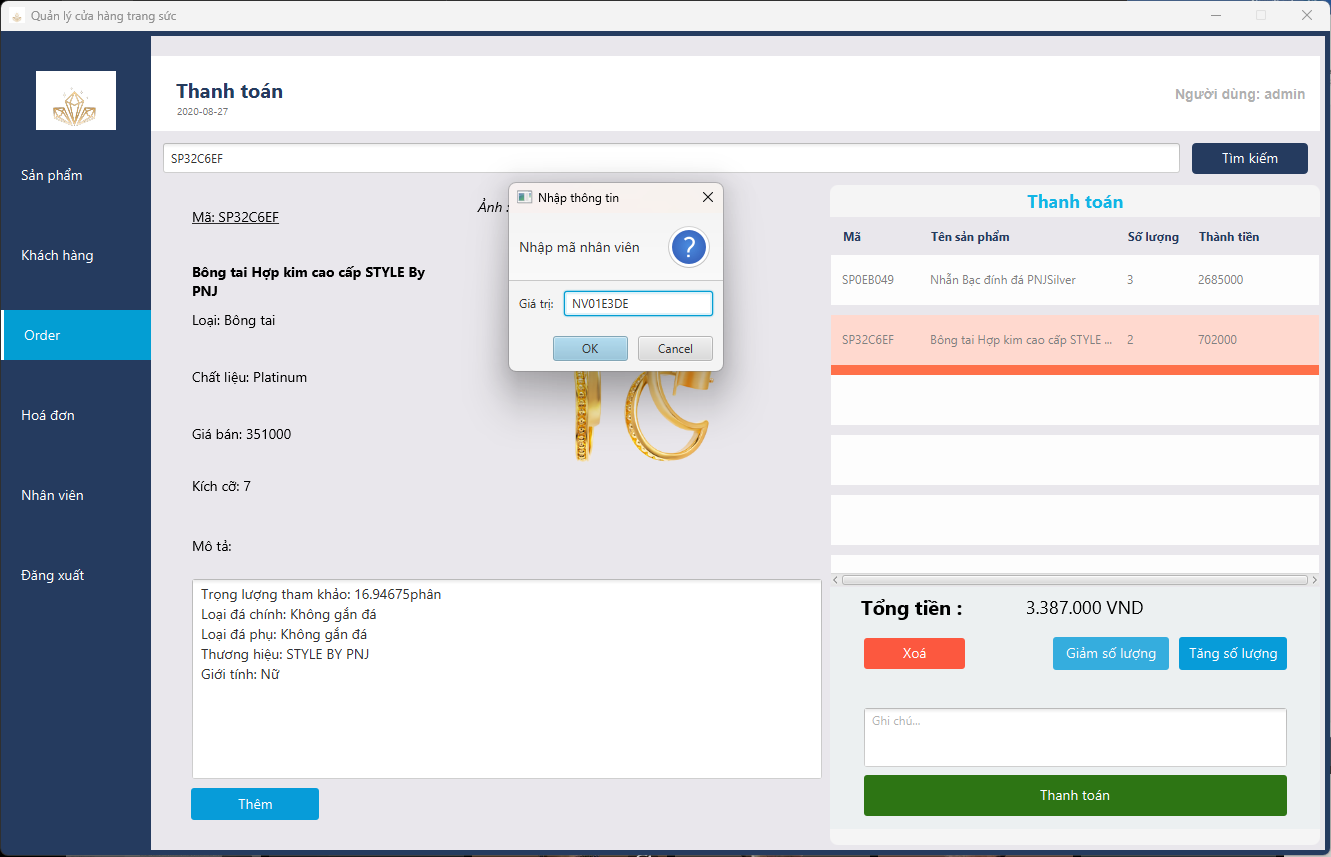 Quản lý cửa hàng trang sức
Thanh toán
2020-08-27
Người dùng: admin
Sản phẩm
Khách hàng
Order
Hoá đơn
Nhân viên
Đăng xuất
SP32C6EF
Tìm kiếm
Mã: SP32C6EF
Ảnh :
Bông tai Hợp kim cao cấp STYLE By
PNJ
Loại: Bông tai
Chất liệu: Platinum
Giá bán: 351000
Kích cỡ: 7
Mô tả:
Trọng lượng tham khảo: 16.94675phân
Loại đá chính: Không gắn đá
Loại đá phụ: Không gắn đá
Thương hiệu: STYLE BY PNJ
Giới tính: Nữ
Thêm
Nhập thông tin
Nhập mã nhân viên
?
Giá trị: NV01E3DE
OK Cancel
Thanh toán
Mã Tên sản phẩm Số lượng Thành tiền
SP0EB049 Nhẫn Bạc đính đá PNJSilver 3 2685000
SP32C6EF Bông tai Hợp kim cao cấp STYLE ... 2 702000
Tổng tiền : 3.387.000 VND
Xoá Giảm số lượng Tăng số lượng
Ghi chú...
Thanh toán